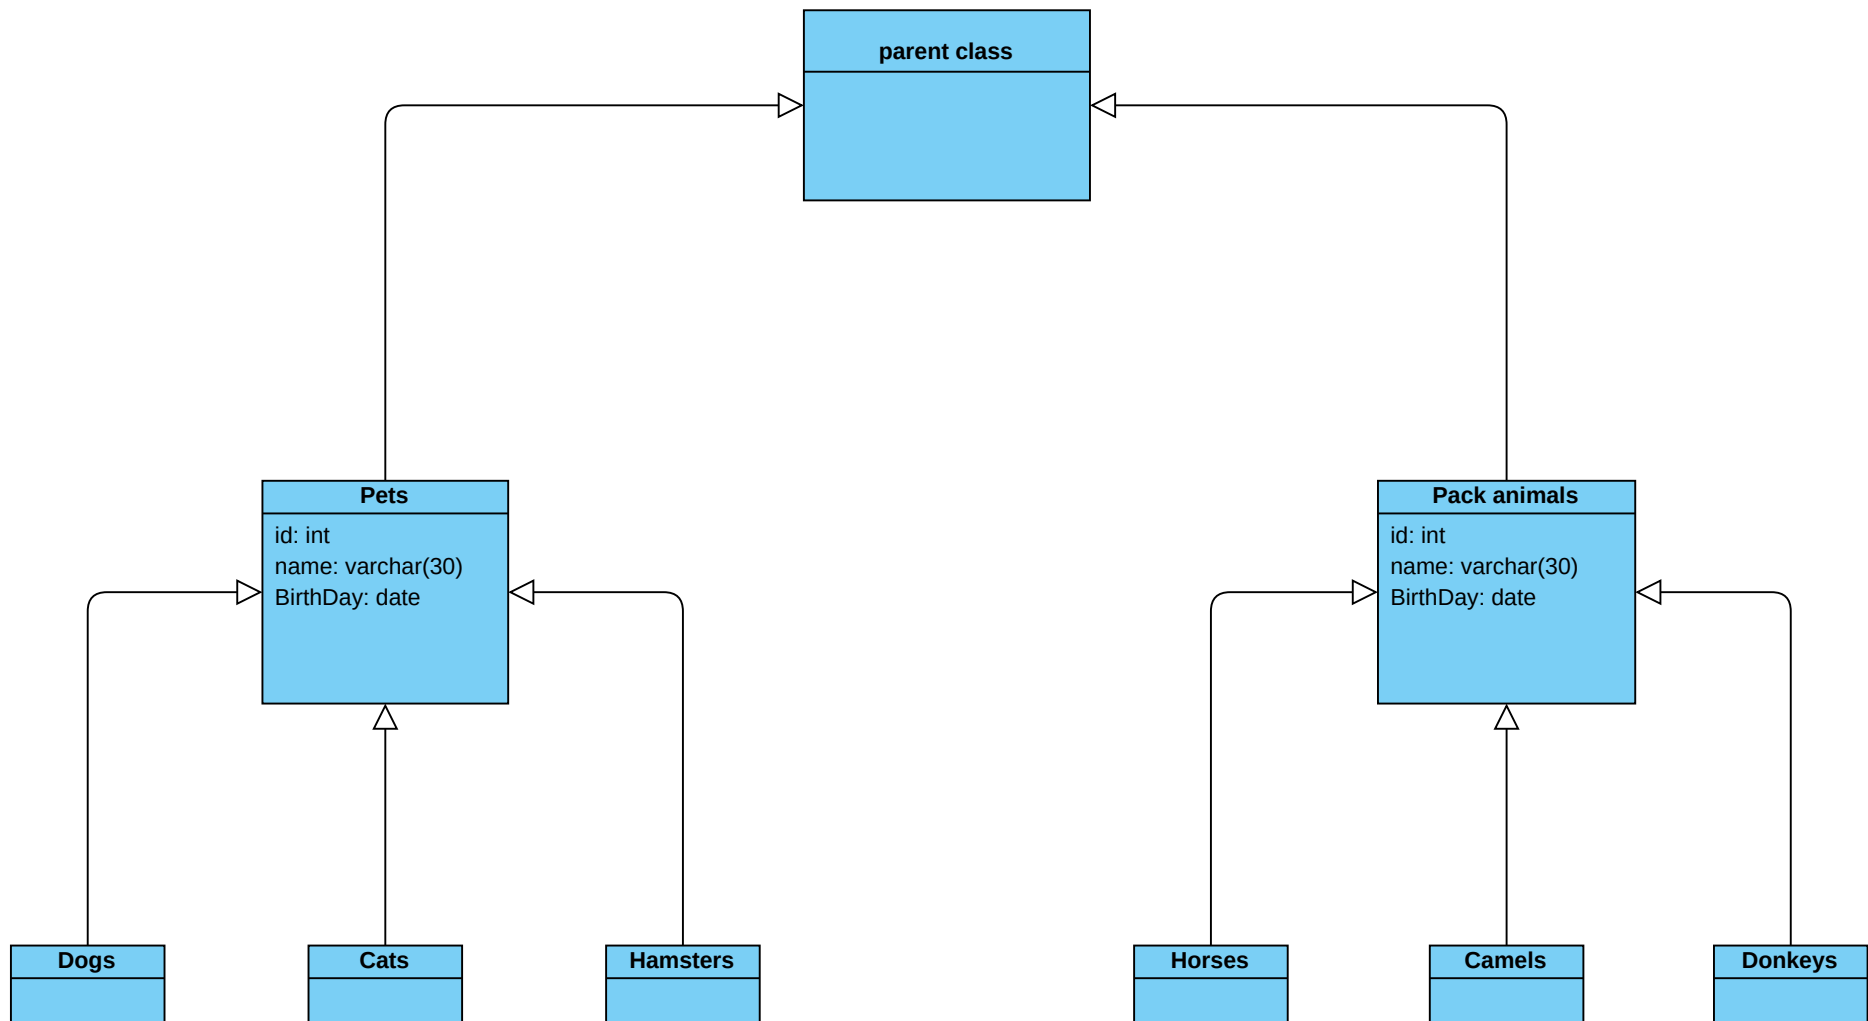 parent class
Pets
id: int
name: varchar(30)
BirthDay: date
Pack animals
id: int
name: varchar(30)
BirthDay: date
Dogs
Cats
Hamsters
Horses
Camels
Donkeys